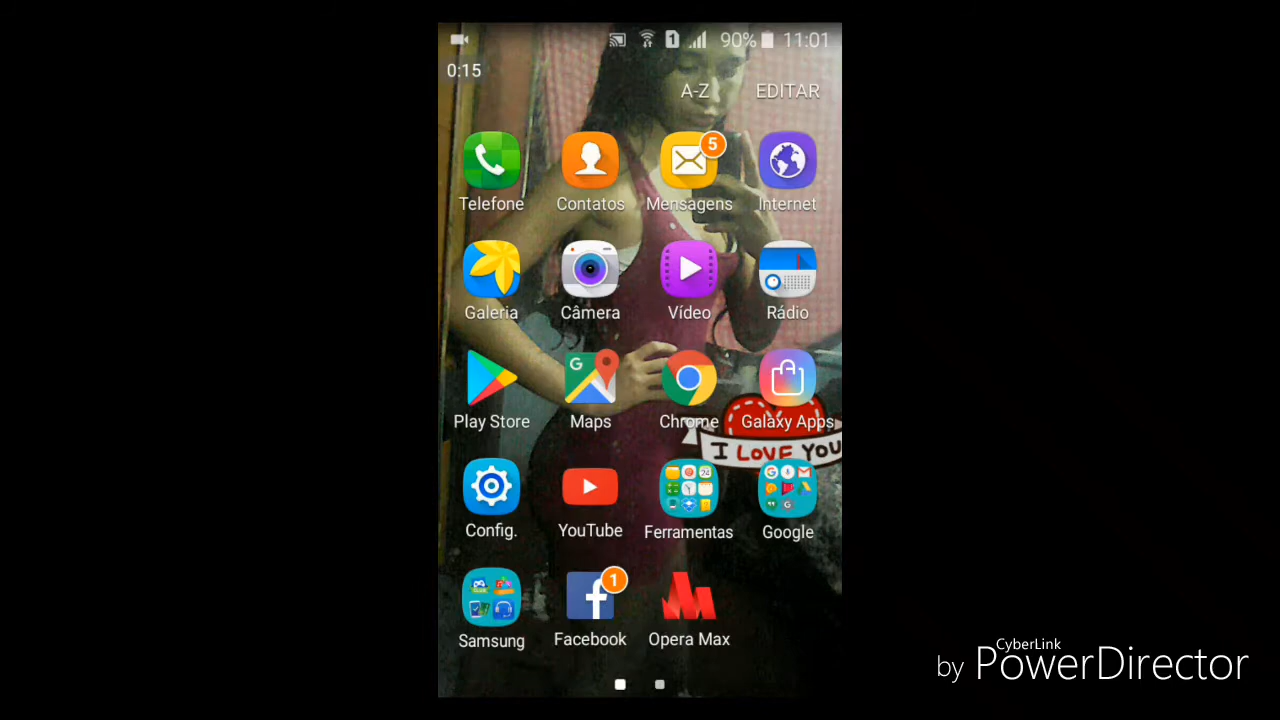 90% 11:01
0:15
A-Z EDITAR
5
Telefone Contatos Mensagens Internet
Galeria Câmera Vídeo Rádio
G
Play Store Maps Chrome Galaxy Apps
I LOVE YOU
Config. YouTube Ferramentas Google
1
Samsung Facebook Opera Max
CyberLink
by PowerDirector